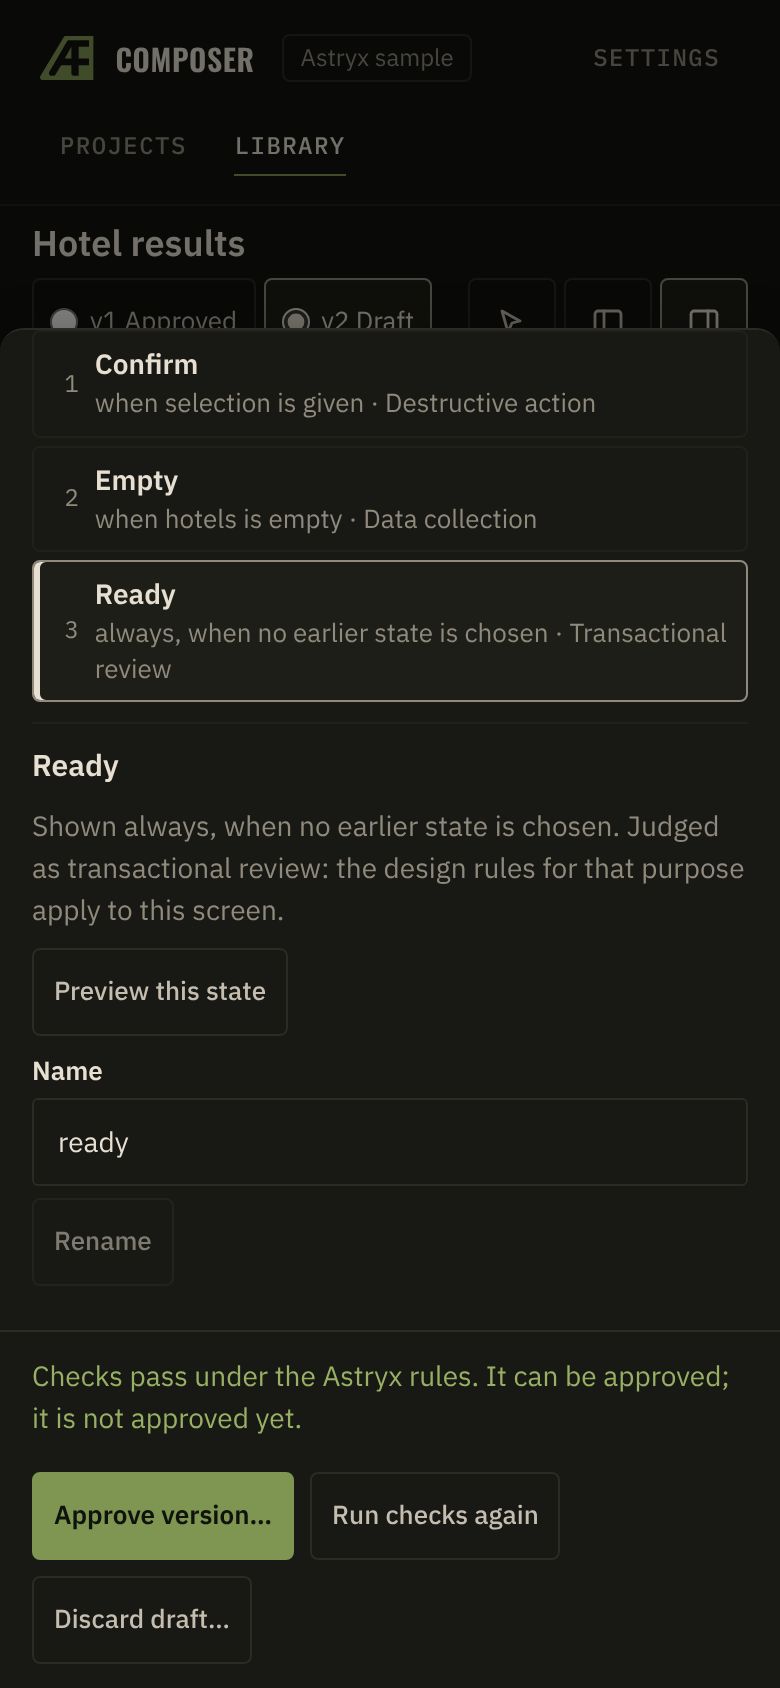 Æ COMPOSER Astryx sample SETTINGS
PROJECTS LIBRARY
Hotel results
v1 Approved v2 Draft
1 Confirm
when selection is given · Destructive action
2 Empty
when hotels is empty · Data collection
3 Ready
always, when no earlier state is chosen · Transactional
review
Ready
Shown always, when no earlier state is chosen. Judged
as transactional review: the design rules for that purpose
apply to this screen.
Preview this state
Name
ready
Rename
Checks pass under the Astryx rules. It can be approved;
it is not approved yet.
Approve version... Run checks again
Discard draft...